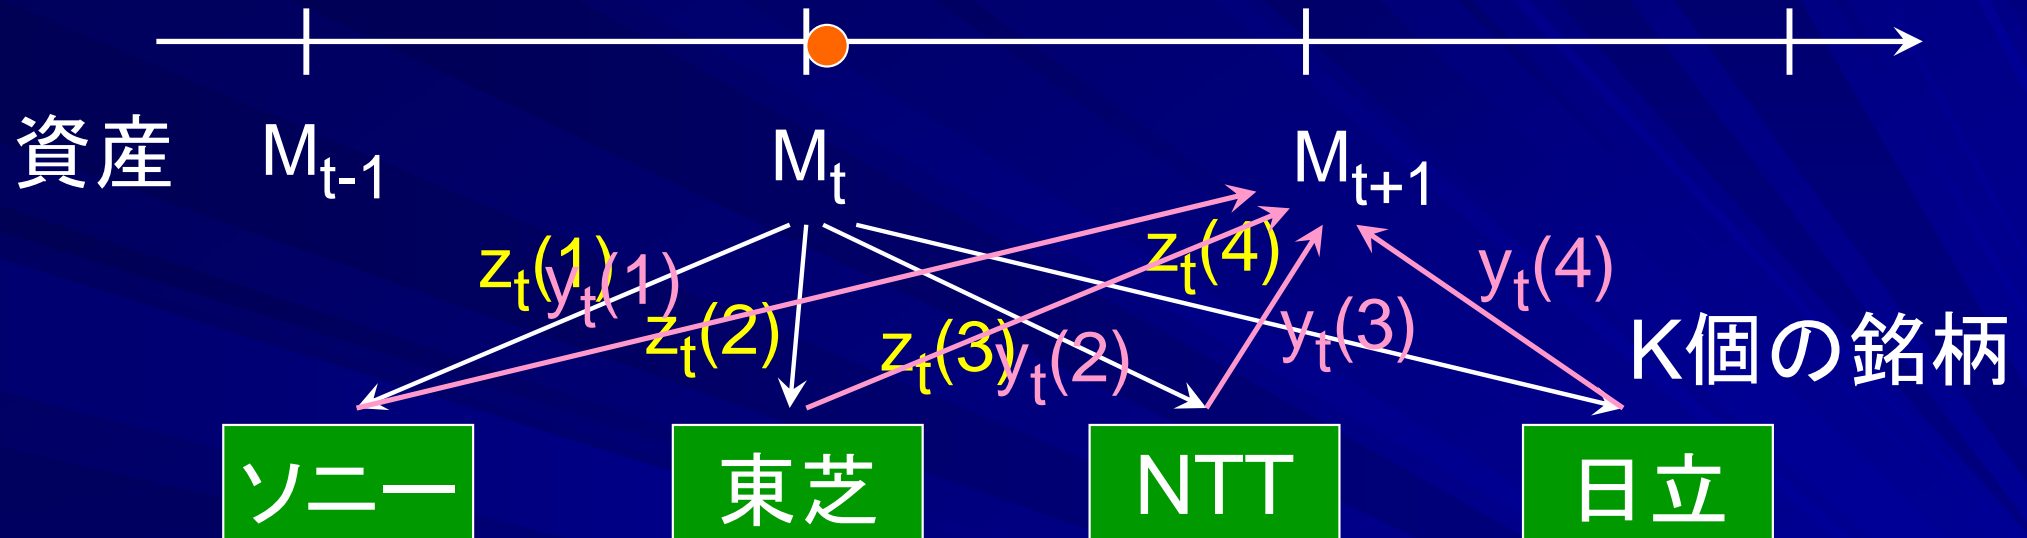 資産 M_{t-1} M_t M_{t+1}
z_t(1) y_t(1) z_t(4) y_t(4)
z_t(2) z_t(3) y_t(2) y_t(3) K個の銘柄
ソニー 東芝 NTT 日立